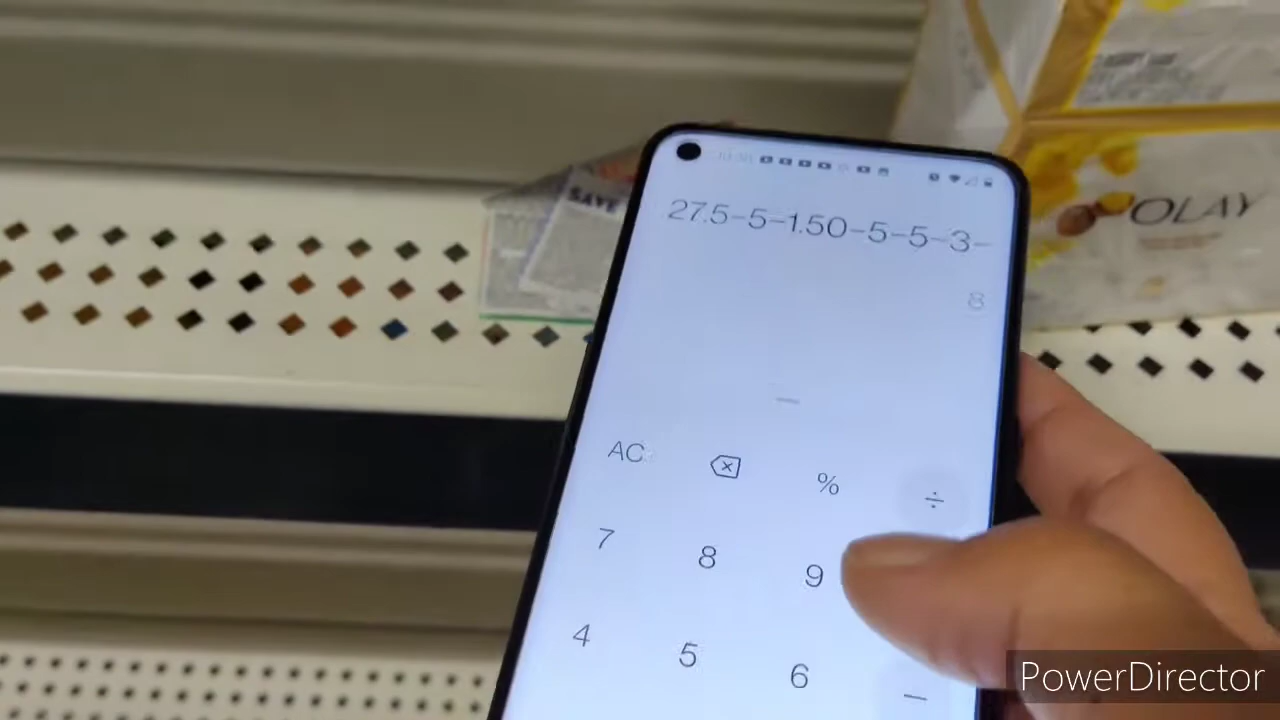 27.5-5-1.50-5-5-3-
8
AC
%
÷
7
8
9
4
5
6
−
SAVE
OLAY
PowerDirector